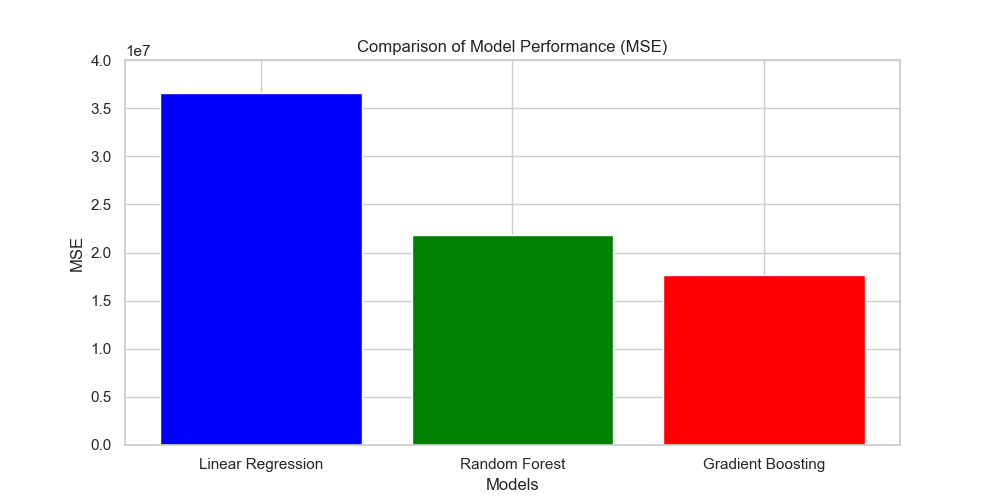 Comparison of Model Performance (MSE)
1e7
4.0
3.5
3.0
2.5
2.0
1.5
1.0
0.5
0.0
MSE
Linear Regression
Random Forest
Gradient Boosting
Models